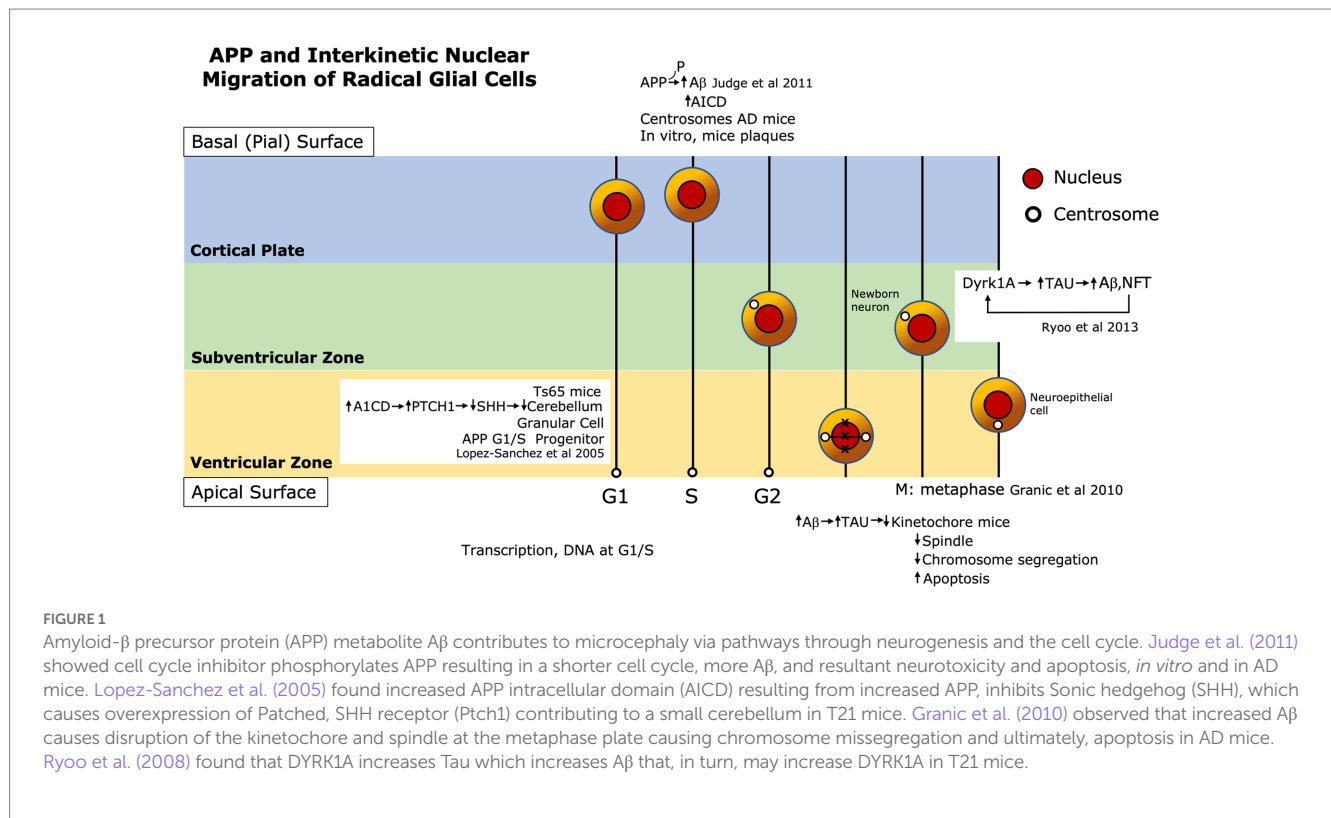 APP and Interkinetic Nuclear
Migration of Radical Glial Cells
P
APP→↑Aβ Judge et al 2011
↑AICD
Centrosomes AD mice
In vitro, mice plaques
Basal (Pial) Surface
Nucleus
Centrosome
Cortical Plate
Dyrk1A→↑TAU→↑Aβ,NFT
Ryoo et al 2013
Newborn
neuron
Subventricular Zone
Ts65 mice
↑A1CD→↑PTCH1→↓SHH→↓Cerebellum
Granular Cell
APP G1/S Progenitor
Lopez-Sanchez et al 2005
Neuroepithelial
cell
x
x
x
Ventricular Zone
Apical Surface
G1
S
G2
M: metaphase Granic et al 2010
↑Aβ→↑TAU→↓Kinetochore mice
↓Spindle
↓Chromosome segregation
↑Apoptosis
Transcription, DNA at G1/S
FIGURE 1
Amyloid-β precursor protein (APP) metabolite Aβ contributes to microcephaly via pathways through neurogenesis and the cell cycle. Judge et al. (2011)
showed cell cycle inhibitor phosphorylates APP resulting in a shorter cell cycle, more Aβ, and resultant neurotoxicity and apoptosis, in vitro and in AD
mice. Lopez-Sanchez et al. (2005) found increased APP intracellular domain (AICD) resulting from increased APP, inhibits Sonic hedgehog (SHH), which
causes overexpression of Patched, SHH receptor (Ptch1) contributing to a small cerebellum in T21 mice. Granic et al. (2010) observed that increased Aβ
causes disruption of the kinetochore and spindle at the metaphase plate causing chromosome missegregation and ultimately, apoptosis in AD mice.
Ryoo et al. (2008) found that DYRK1A increases Tau which increases Aβ that, in turn, may increase DYRK1A in T21 mice.